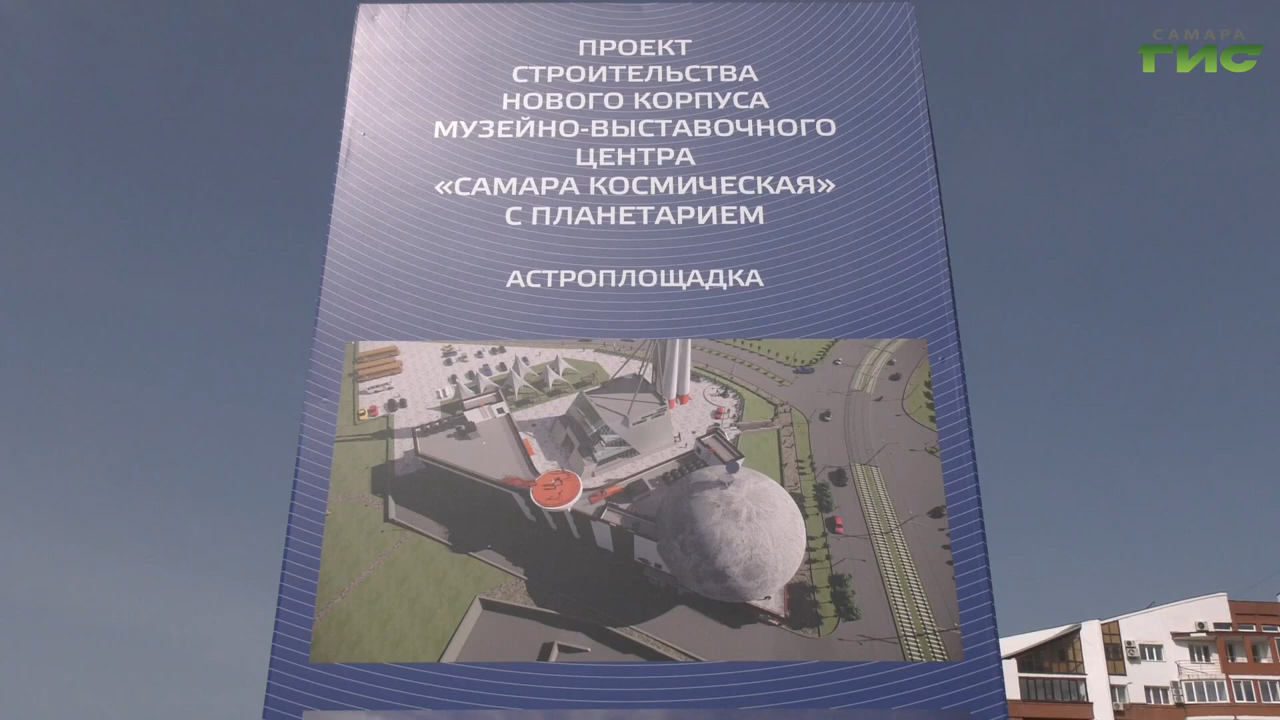 САМАРА
ГИС
ПРОЕКТ
СТРОИТЕЛЬСТВА
НОВОГО КОРПУСА
МУЗЕЙНО-ВЫСТАВОЧНОГО
ЦЕНТРА
«САМАРА КОСМИЧЕСКАЯ»
С ПЛАНЕТАРИЕМ
АСТРОПЛОЩАДКА